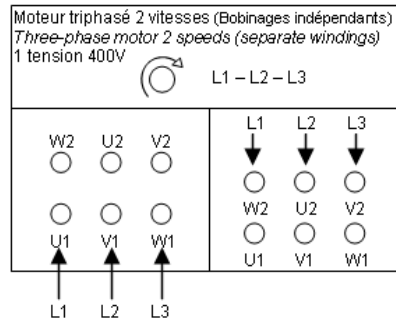 Moteur triphasé 2 vitesses (Bobinages indépendants)
Three-phase motor 2 speeds (separate windings)
1 tension 400V
L1 – L2 – L3
W2 U2 V2
U1 V1 W1
L1 L2 L3
L1 L2 L3
W2 U2 V2
U1 V1 W1